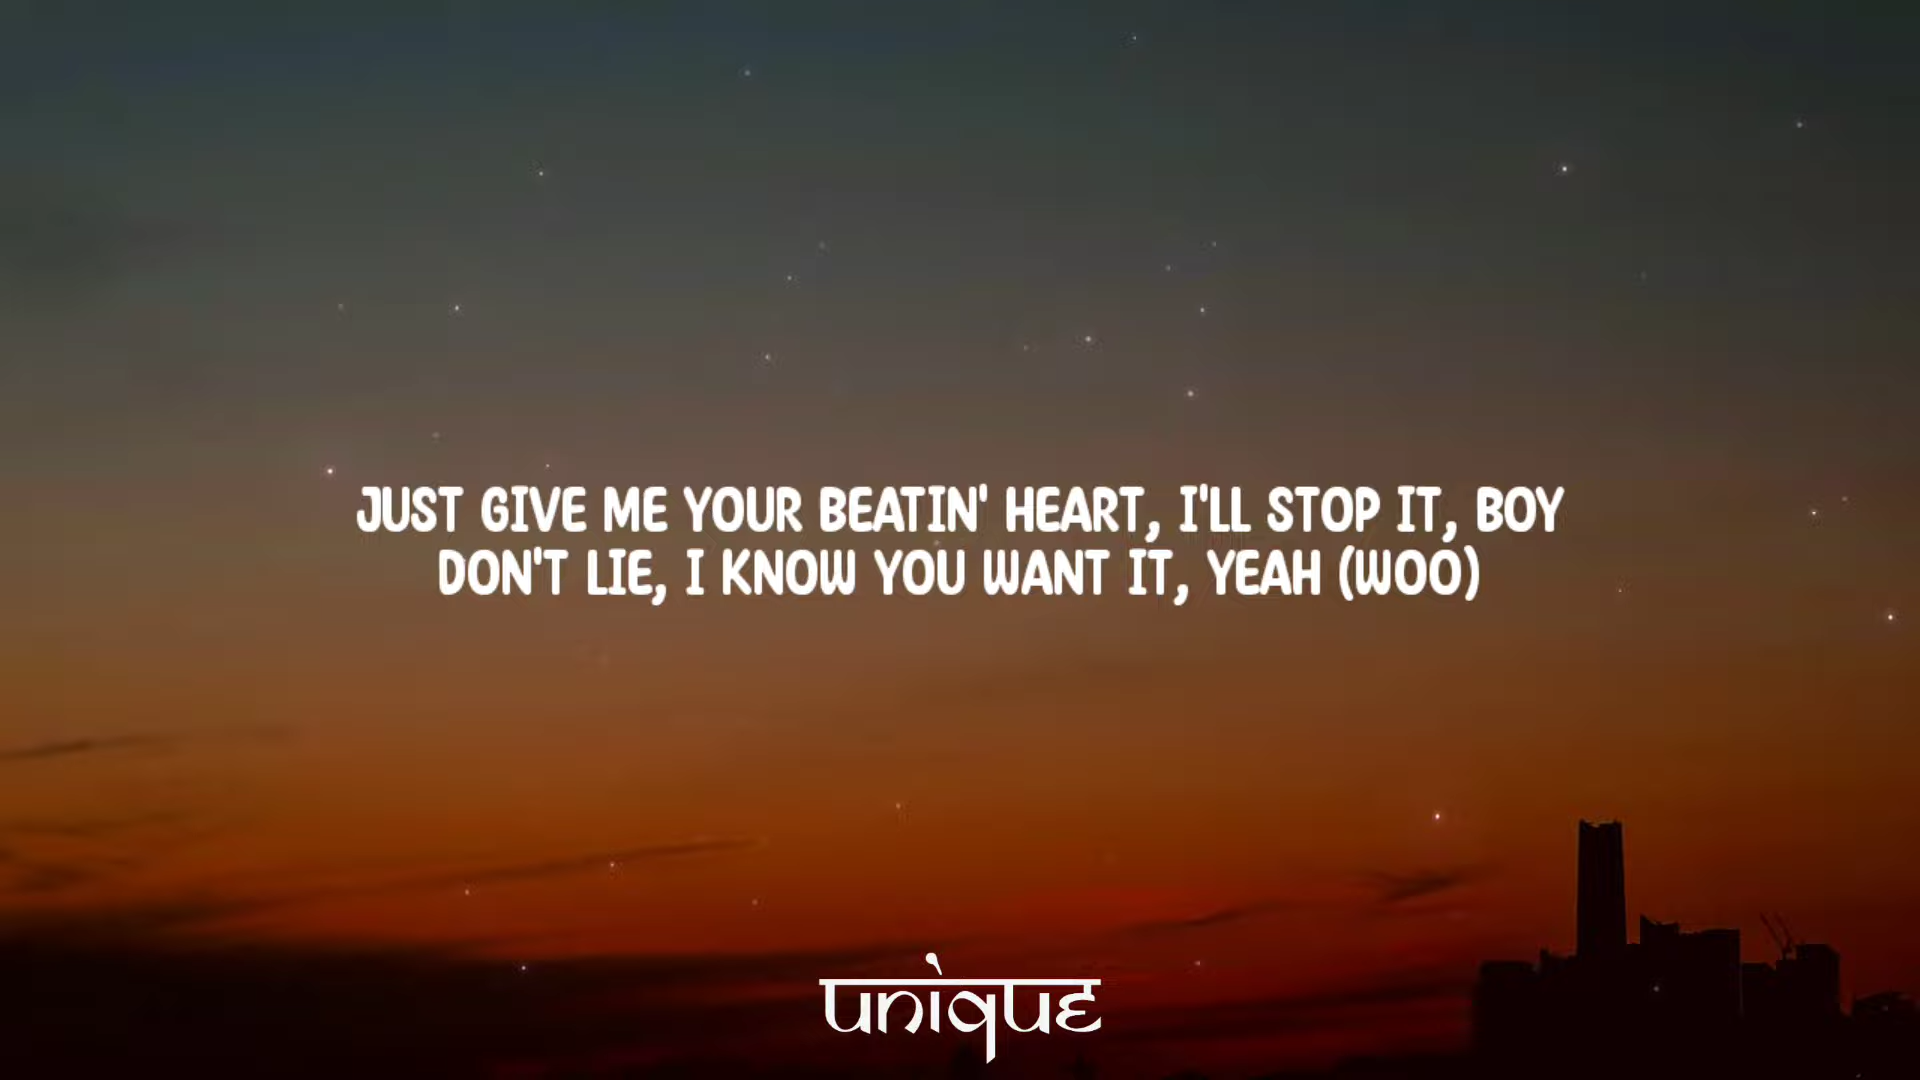 JUST GIVE ME YOUR BEATIN' HEART, I'LL STOP IT, BOY
DON'T LIE, I KNOW YOU WANT IT, YEAH (WOO)
unique